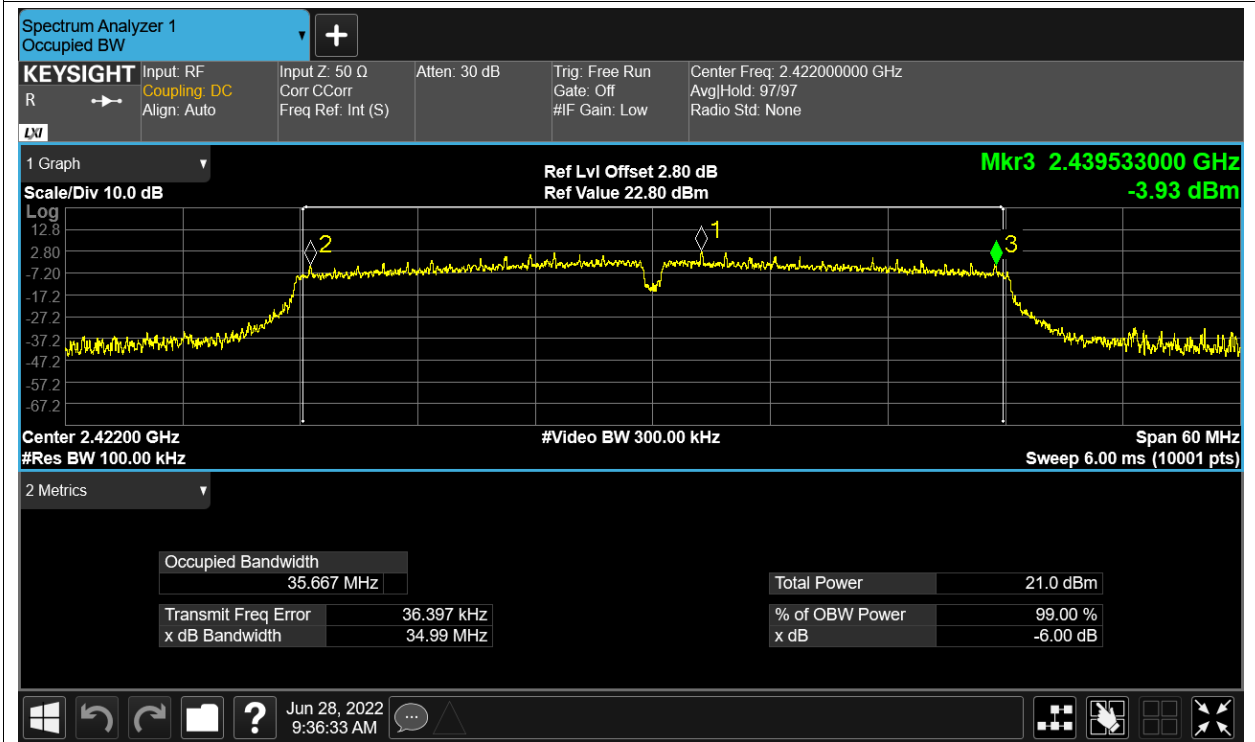 Spectrum Analyzer 1
Occupied BW
KEYSIGHT
R
LXI
Input: RF
Coupling: DC
Align: Auto
Input Z: 50 Ω
Corr CCorr
Freq Ref: Int (S)
Atten: 30 dB
Trig: Free Run
Gate: Off
#IF Gain: Low
Center Freq: 2.422000000 GHz
Avg|Hold: 97/97
Radio Std: None
1 Graph
Scale/Div 10.0 dB
Ref Lvl Offset 2.80 dB
Ref Value 22.80 dBm
Mkr3 2.439533000 GHz
-3.93 dBm
Log
12.8
2.80
-7.20
-17.2
-27.2
-37.2
-47.2
-57.2
-67.2
2
1
3
Center 2.42200 GHz
#Res BW 100.00 kHz
#Video BW 300.00 kHz
Span 60 MHz
Sweep 6.00 ms (10001 pts)
2 Metrics
Occupied Bandwidth
35.667 MHz
Transmit Freq Error 36.397 kHz
x dB Bandwidth 34.99 MHz
Total Power 21.0 dBm
% of OBW Power 99.00 %
x dB -6.00 dB
?
Jun 28, 2022
9:36:33 AM